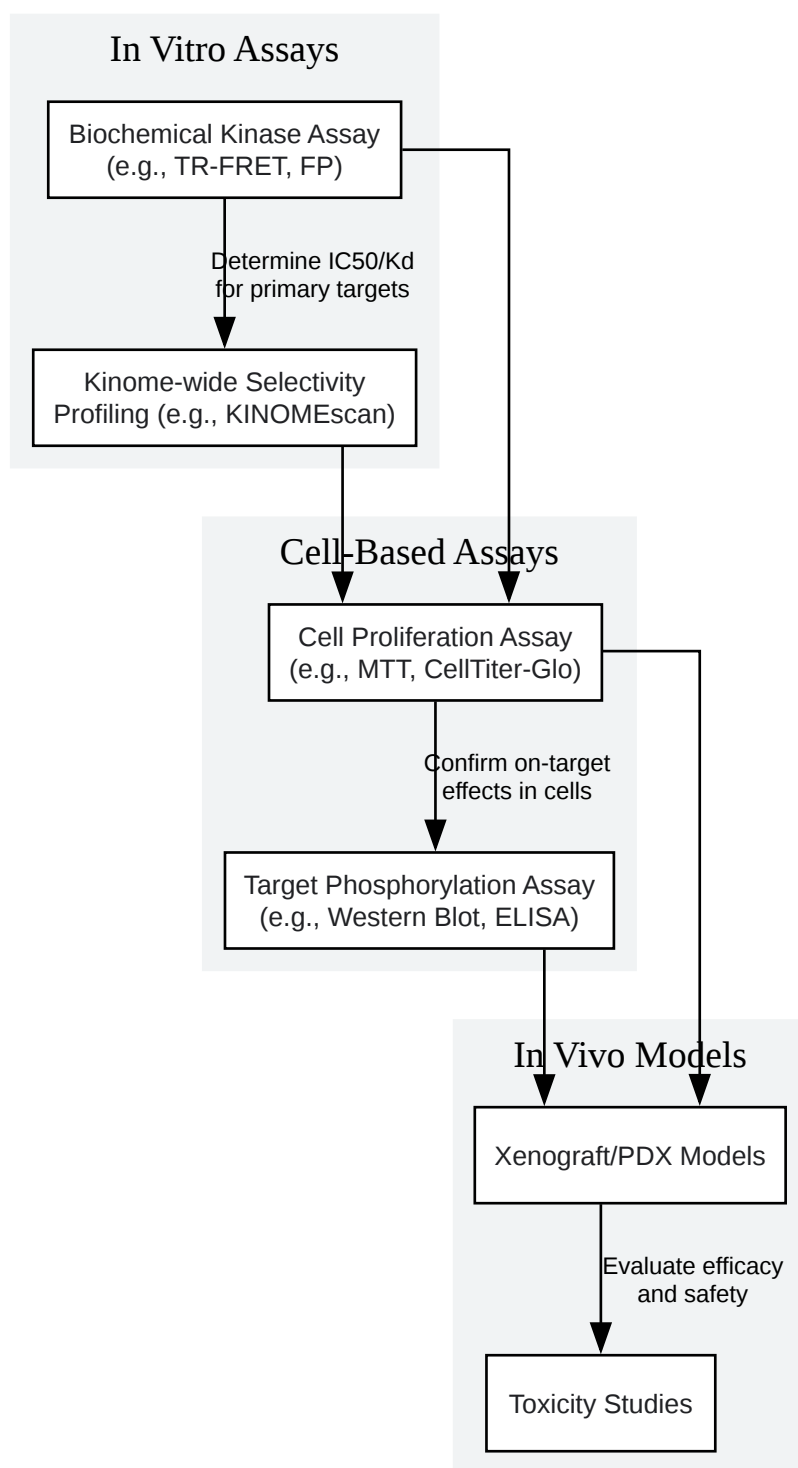 In Vitro Assays
Biochemical Kinase Assay
(e.g., TR-FRET, FP)
Determine IC50/Kd
for primary targets
Kinome-wide Selectivity
Profiling (e.g., KINOMEscan)
Cell-Based Assays
Cell Proliferation Assay
(e.g., MTT, CellTiter-Glo)
Confirm on-target
effects in cells
Target Phosphorylation Assay
(e.g., Western Blot, ELISA)
In Vivo Models
Xenograft/PDX Models
Evaluate efficacy
and safety
Toxicity Studies